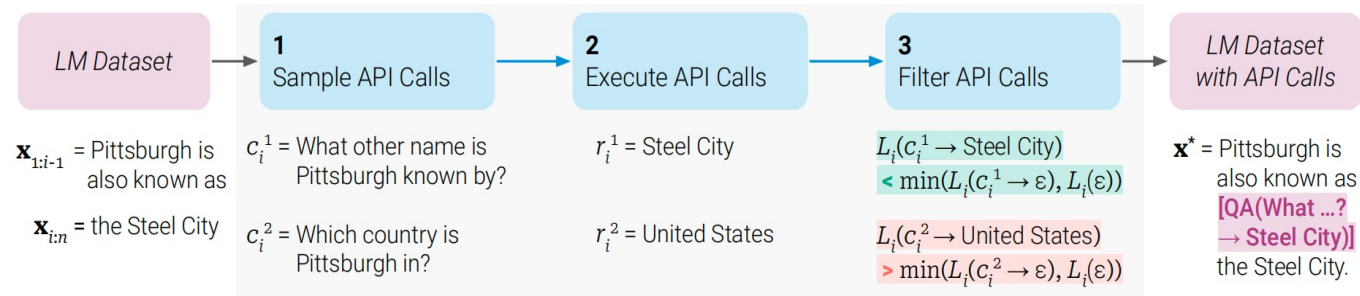 LM Dataset
1
Sample API Calls
2
Execute API Calls
3
Filter API Calls
LM Dataset
with API Calls
x1:i-1 = Pittsburgh is
also known as
xi:n = the Steel City
ci1 = What other name is
Pittsburgh known by?
ci2 = Which country is
Pittsburgh in?
ri1 = Steel City
ri2 = United States
Li(ci1 → Steel City)
< min(Li(ci1 → ε), Li(ε))
Li(ci2 → United States)
> min(Li(ci2 → ε), Li(ε))
x* = Pittsburgh is
also known as
[QA(What ...?
→ Steel City)]
the Steel City.